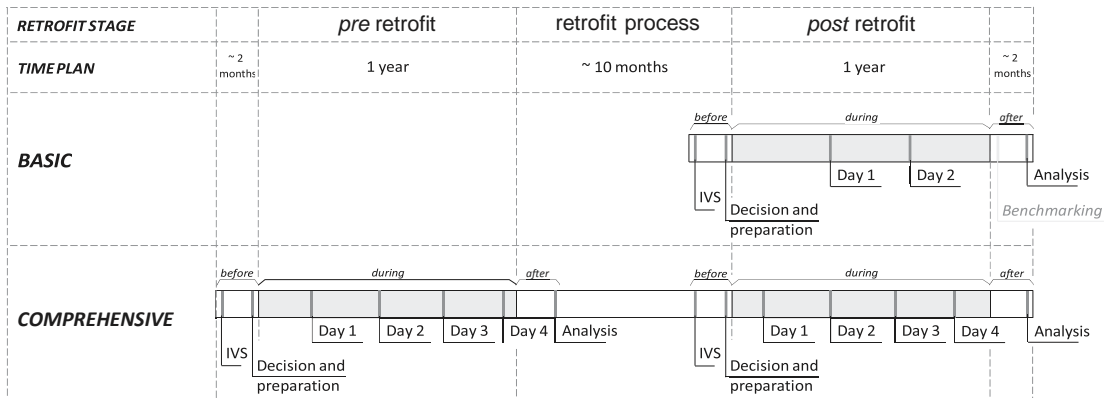 RETROFIT STAGE
pre retrofit
retrofit process
post retrofit
TIME PLAN
~ 2
months
1 year
~ 10 months
1 year
~ 2
months
BASIC
before
during
after
Day 1
Day 2
Analysis
IVS
Decision and
preparation
Benchmarking
COMPREHENSIVE
before
during
after
before
during
after
Day 1
Day 2
Day 3
Day 4
Analysis
Day 1
Day 2
Day 3
Day 4
Analysis
IVS
Decision and
preparation
IVS
Decision and
preparation